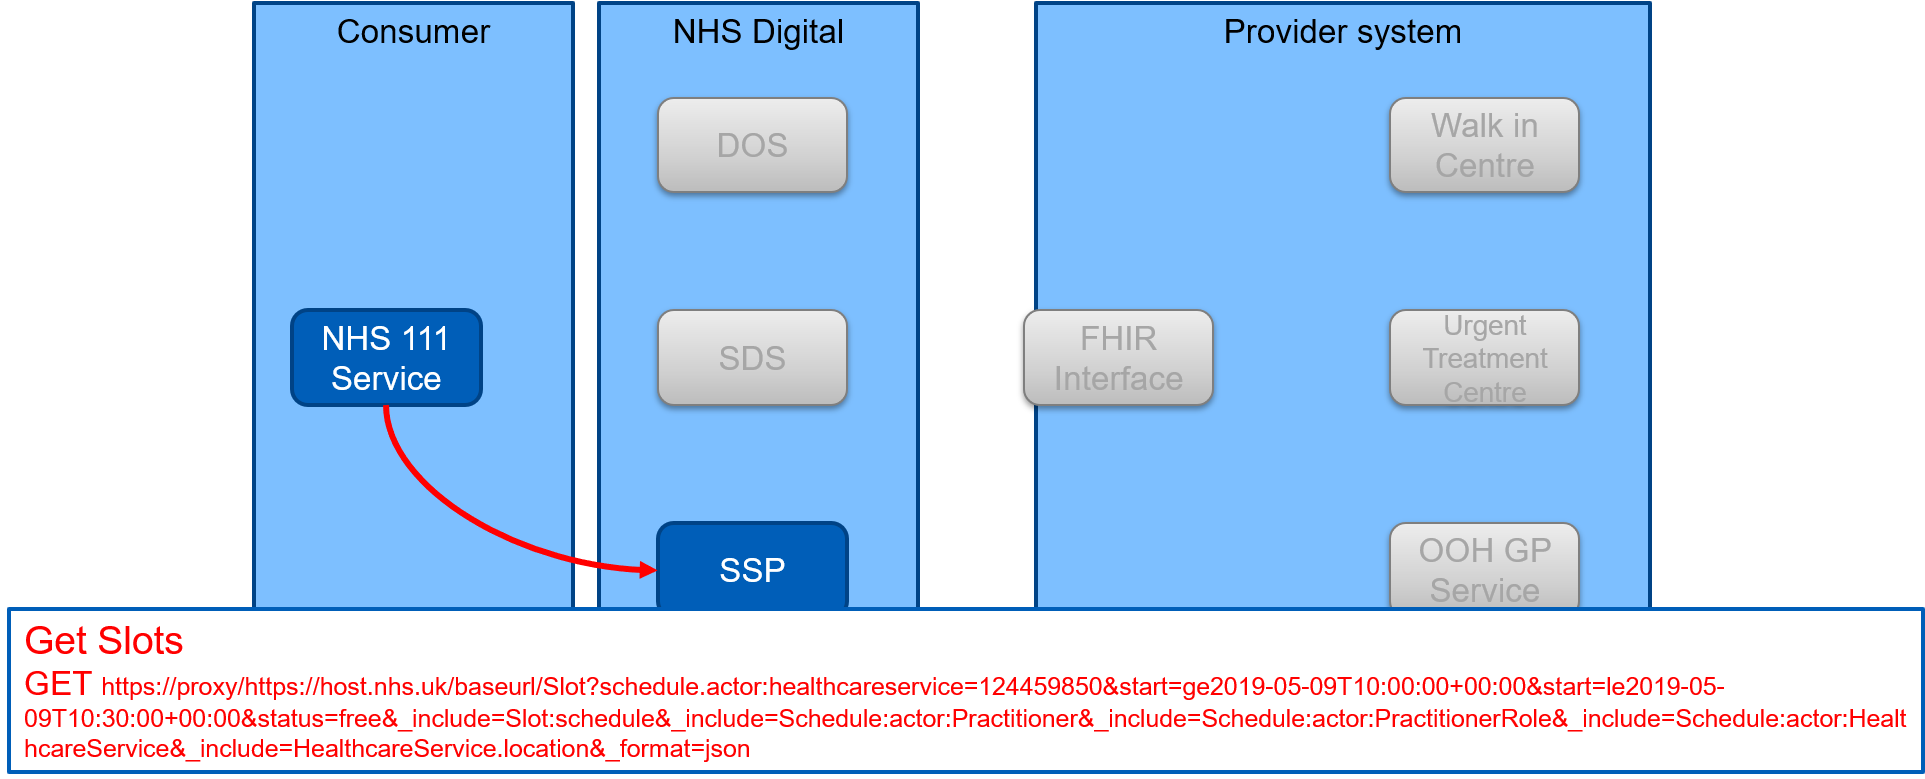 Consumer
NHS Digital
Provider system
DOS
Walk in
Centre
NHS 111
Service
SDS
FHIR
Interface
Urgent
Treatment
Centre
SSP
OOH GP
Service
Get Slots
GET https://proxy/https://host.nhs.uk/baseurl/Slot?schedule.actor:healthcareservice=124459850&start=ge2019-05-09T10:00:00+00:00&start=le2019-05-
09T10:30:00+00:00&status=free&_include=Slot:schedule&_include=Schedule:actor:Practitioner&_include=Schedule:actor:PractitionerRole&_include=Schedule:actor:Healt
hcareService&_include=HealthcareService.location&_format=json